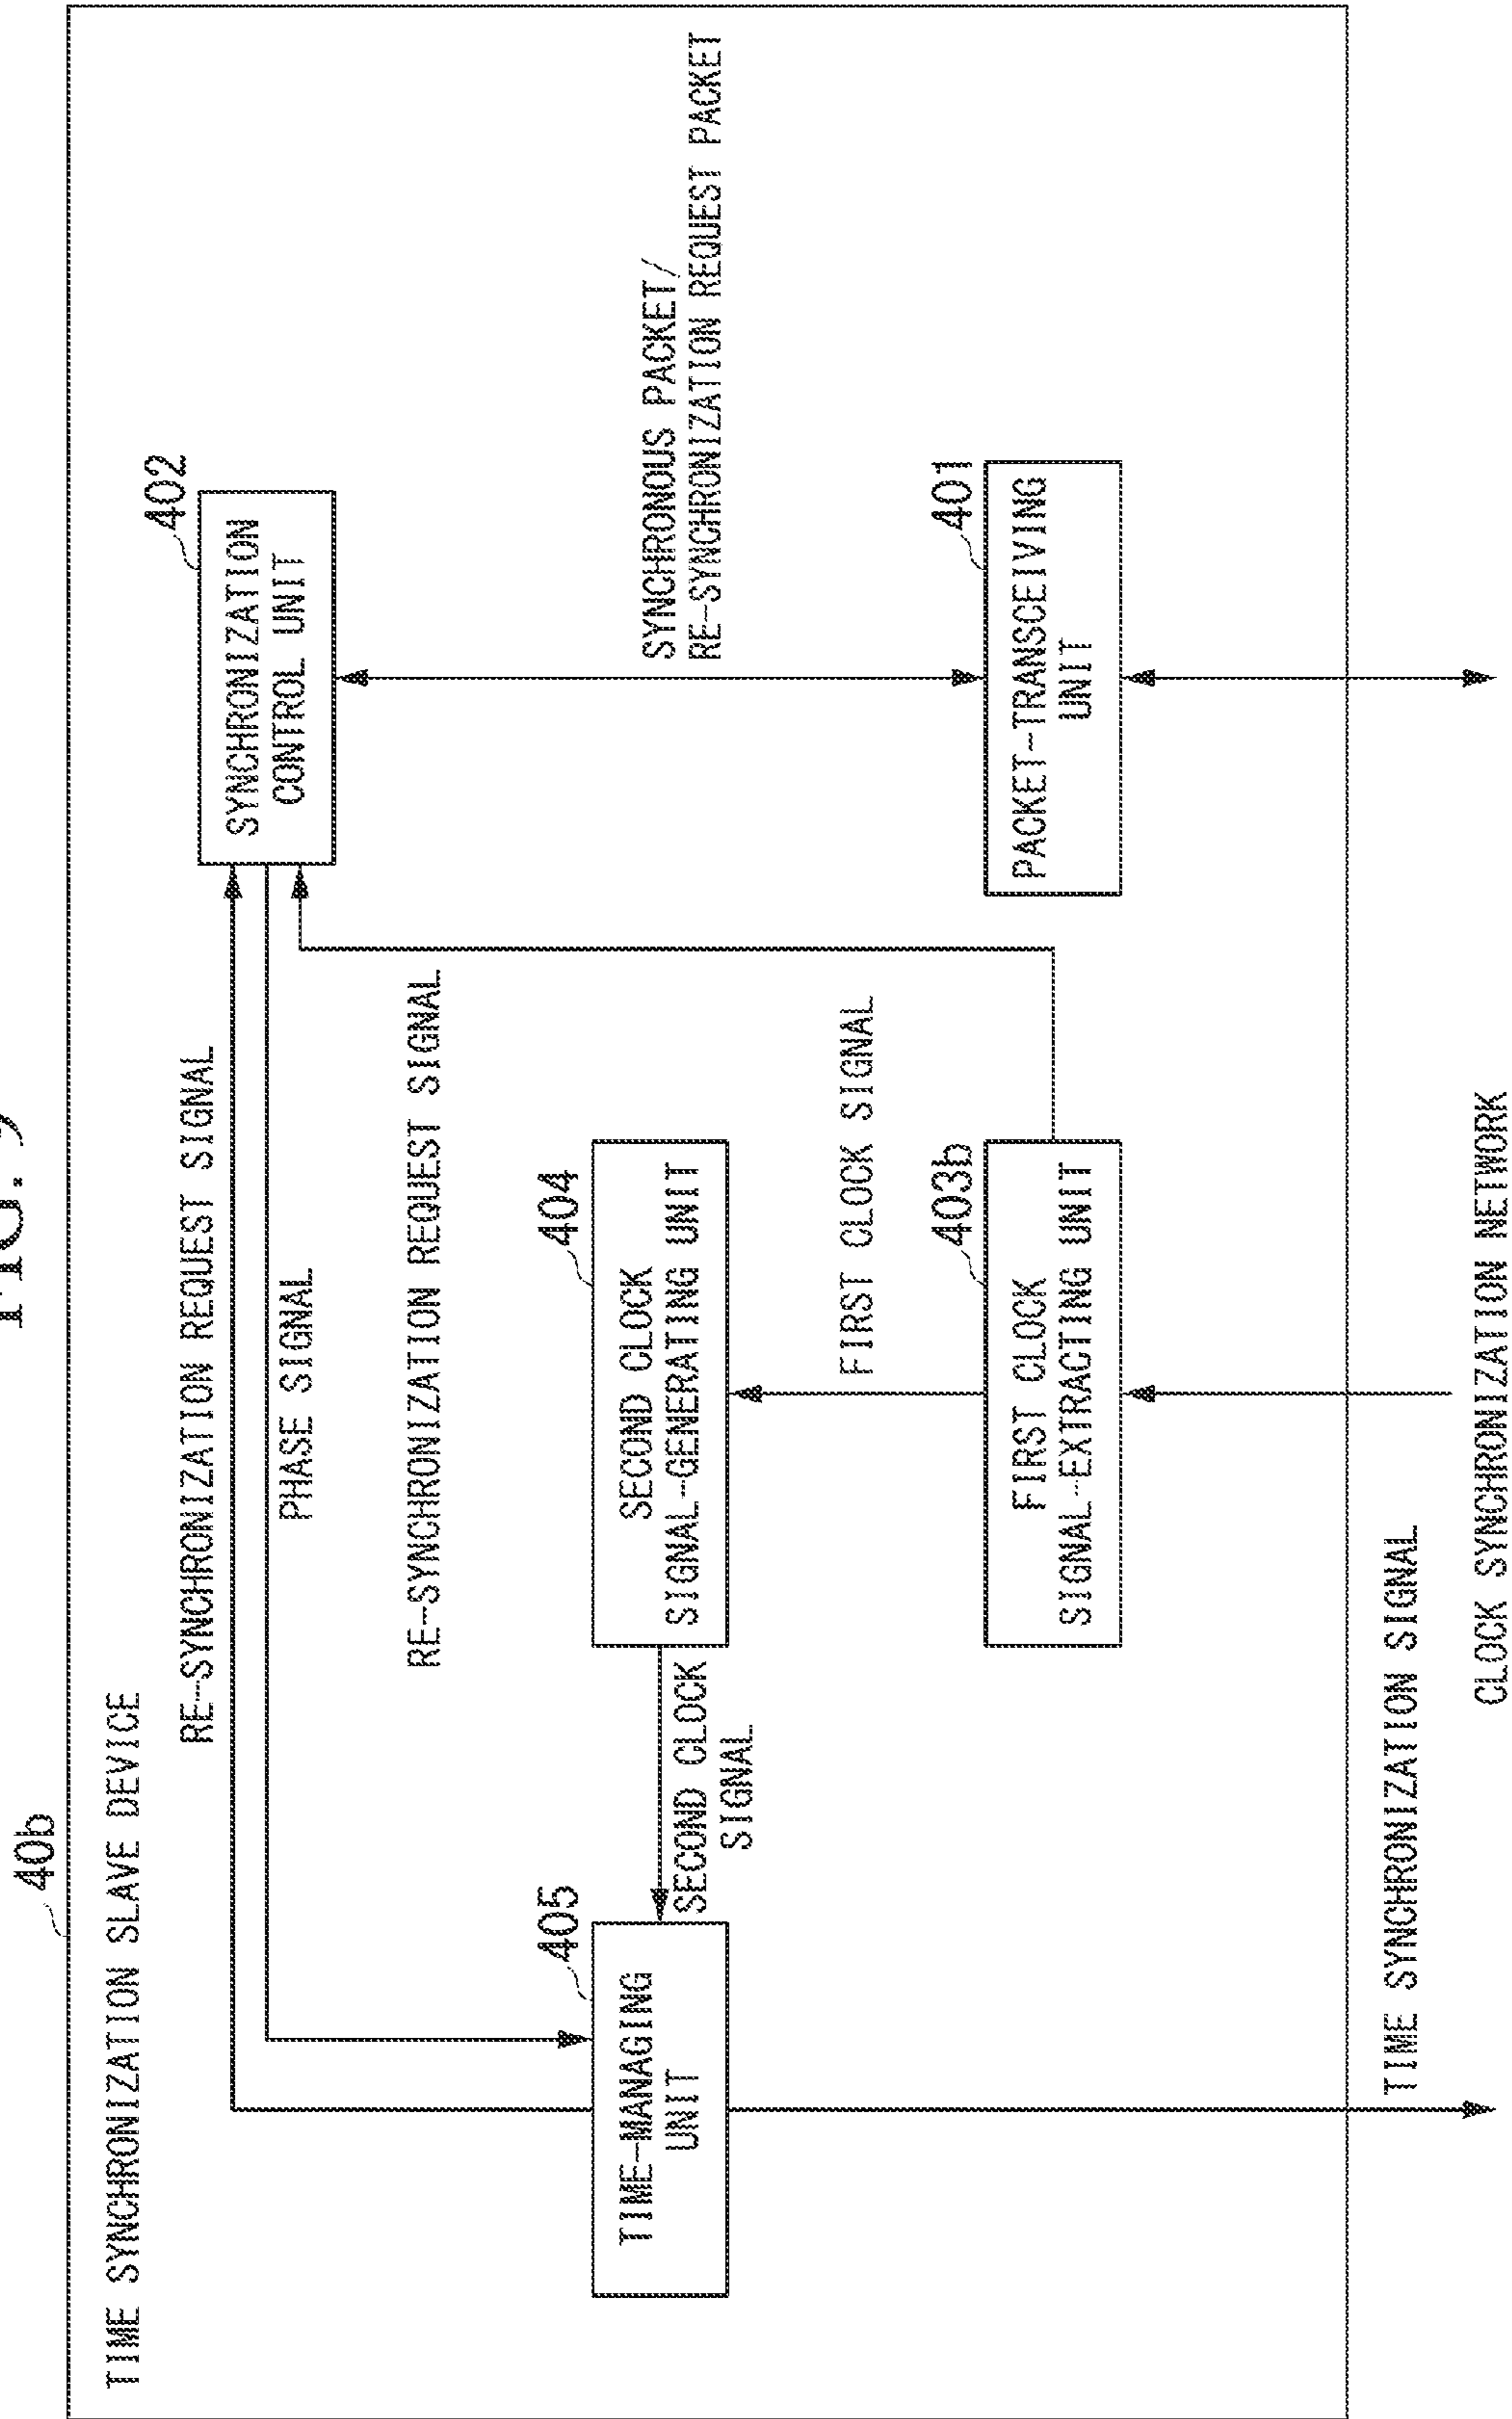 FIG.
40b
TIME SYNCHRONIZATION SLAVE DEVICE
402
RE-SYNCHRONIZATION REQUEST SIGNAL
SYNCHRONIZATION
CONTROL UNIT
PHASE SIGNAL
RE-SYNCHRONIZATION REQUEST SIGNAL
405
TIME-MANAGING
UNIT
404
SECOND CLOCK
SIGNAL-GENERATING UNIT
SECOND CLOCK
SIGNAL
SYNCHRONOUS PACKET/
RE-SYNCHRONIZATION REQUEST PACKET
FIRST CLOCK SIGNAL
403b
FIRST CLOCK
SIGNAL-EXTRACTING UNIT
401
PACKET-TRANSCEIVING
UNIT
TIME SYNCHRONIZATION SIGNAL
CLOCK SYNCHRONIZATION NETWORK